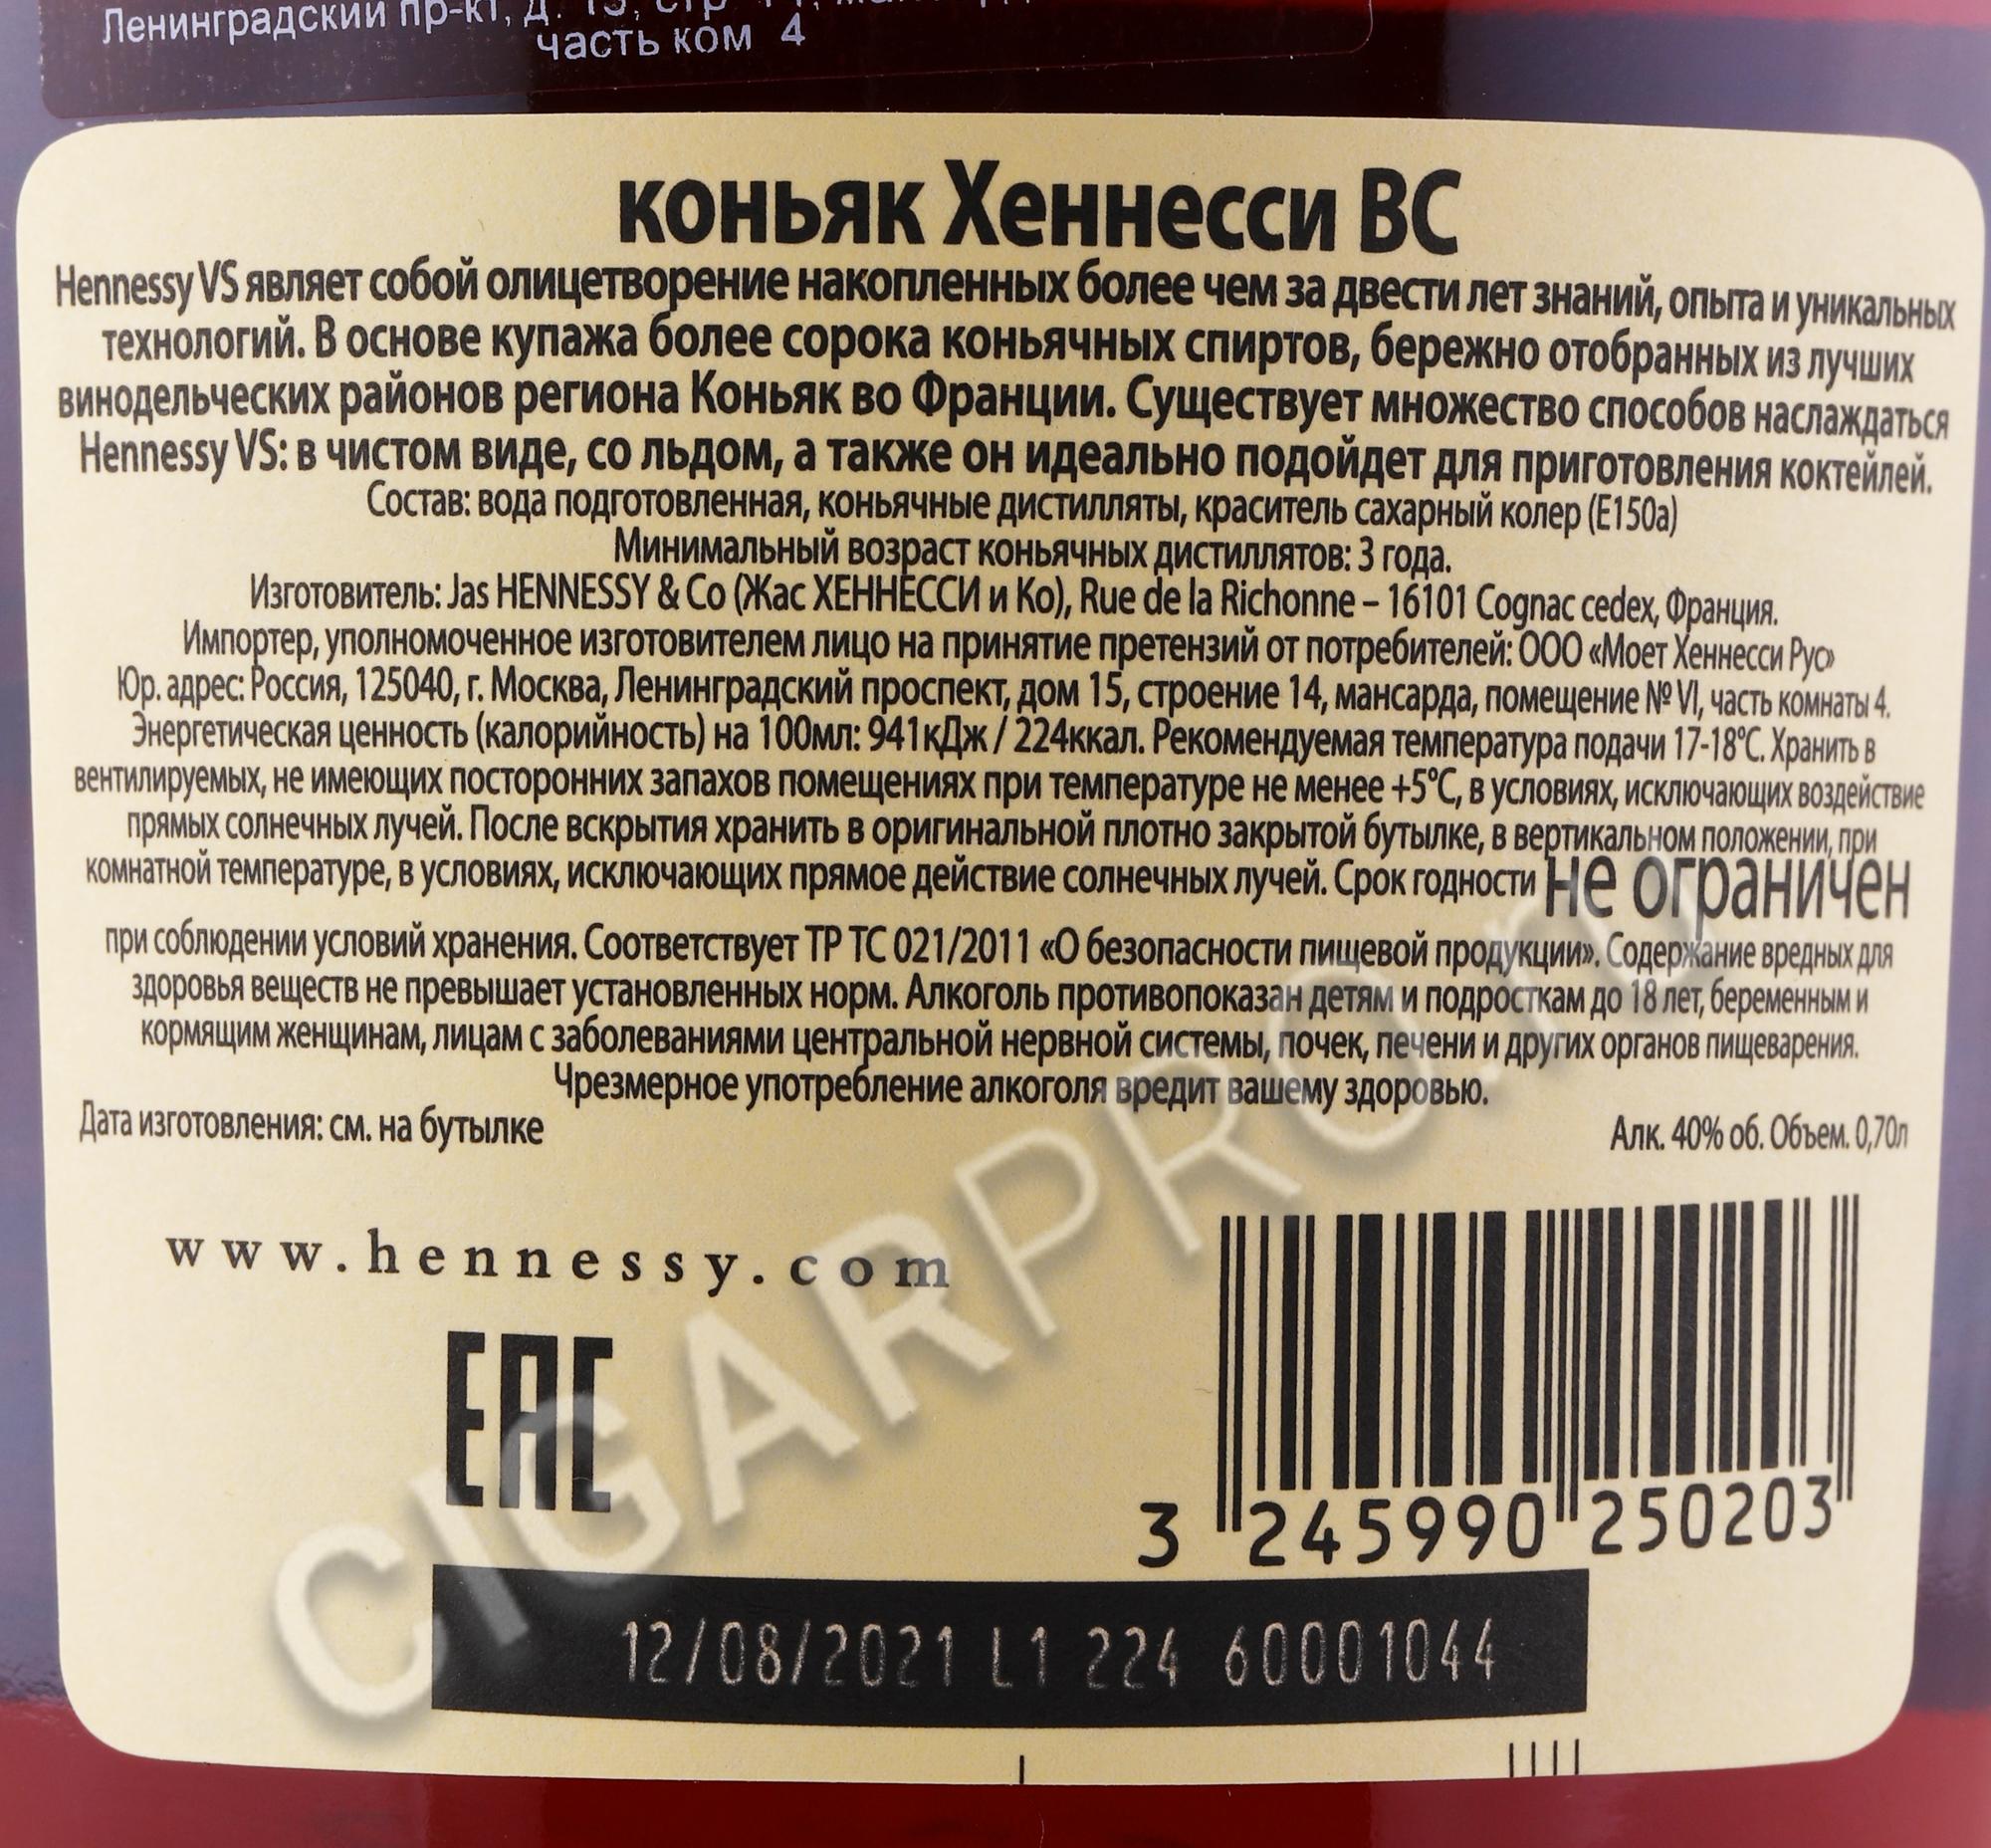 Ленинградский пр-кт, д. 15, стр
часть ком 4
коньяк Хеннесси ВС
Hennessy VS являет собой олицетворение накопленных более чем за двести лет знаний, опыта и уникальных
технологий. В основе купажа более сорока коньячных спиртов, бережно отобранных из лучших
винодельческих районов региона Коньяк во Франции. Существует множество способов наслаждаться
Hennessy VS: в чистом виде, со льдом, а также он идеально подойдет для приготовления коктейлей.
Состав: вода подготовленная, коньячные дистилляты, краситель сахарный колер (E150a)
Минимальный возраст коньячных дистиллятов: 3 года.
Изготовитель: Jas HENNESSY & Co (Жас ХЕННЕССИ и Ко), Rue de la Richonne – 16101 Cognac cedex, Франция.
Импортер, уполномоченное изготовителем лицо на принятие претензий от потребителей: ООО «Моет Хеннесси Рус»
Юр. адрес: Россия, 125040, г. Москва, Ленинградский проспект, дом 15, строение 14, мансарда, помещение № VI, часть комнаты 4.
Энергетическая ценность (калорийность) на 100мл: 941кДж / 224ккал. Рекомендуемая температура подачи 17-18°С. Хранить в
вентилируемых, не имеющих посторонних запахов помещениях при температуре не менее +5°С, в условиях, исключающих воздействие
прямых солнечных лучей. После вскрытия хранить в оригинальной плотно закрытой бутылке, в вертикальном положении, при
комнатной температуре, в условиях, исключающих прямое действие солнечных лучей. Срок годности не ограничен
при соблюдении условий хранения. Соответствует ТР ТС 021/2011 «О безопасности пищевой продукции». Содержание вредных для
здоровья веществ не превышает установленных норм. Алкоголь противопоказан детям и подросткам до 18 лет, беременным и
кормящим женщинам, лицам с заболеваниями центральной нервной системы, почек, печени и других органов пищеварения.
Чрезмерное употребление алкоголя вредит вашему здоровью.
Дата изготовления: см. на бутылке
Алк. 40% об. Объем. 0,70л
www.hennessy.com
EAC
3 245990 250203
12/08/2021 L1 224 60001044
CIGARPRO.ru